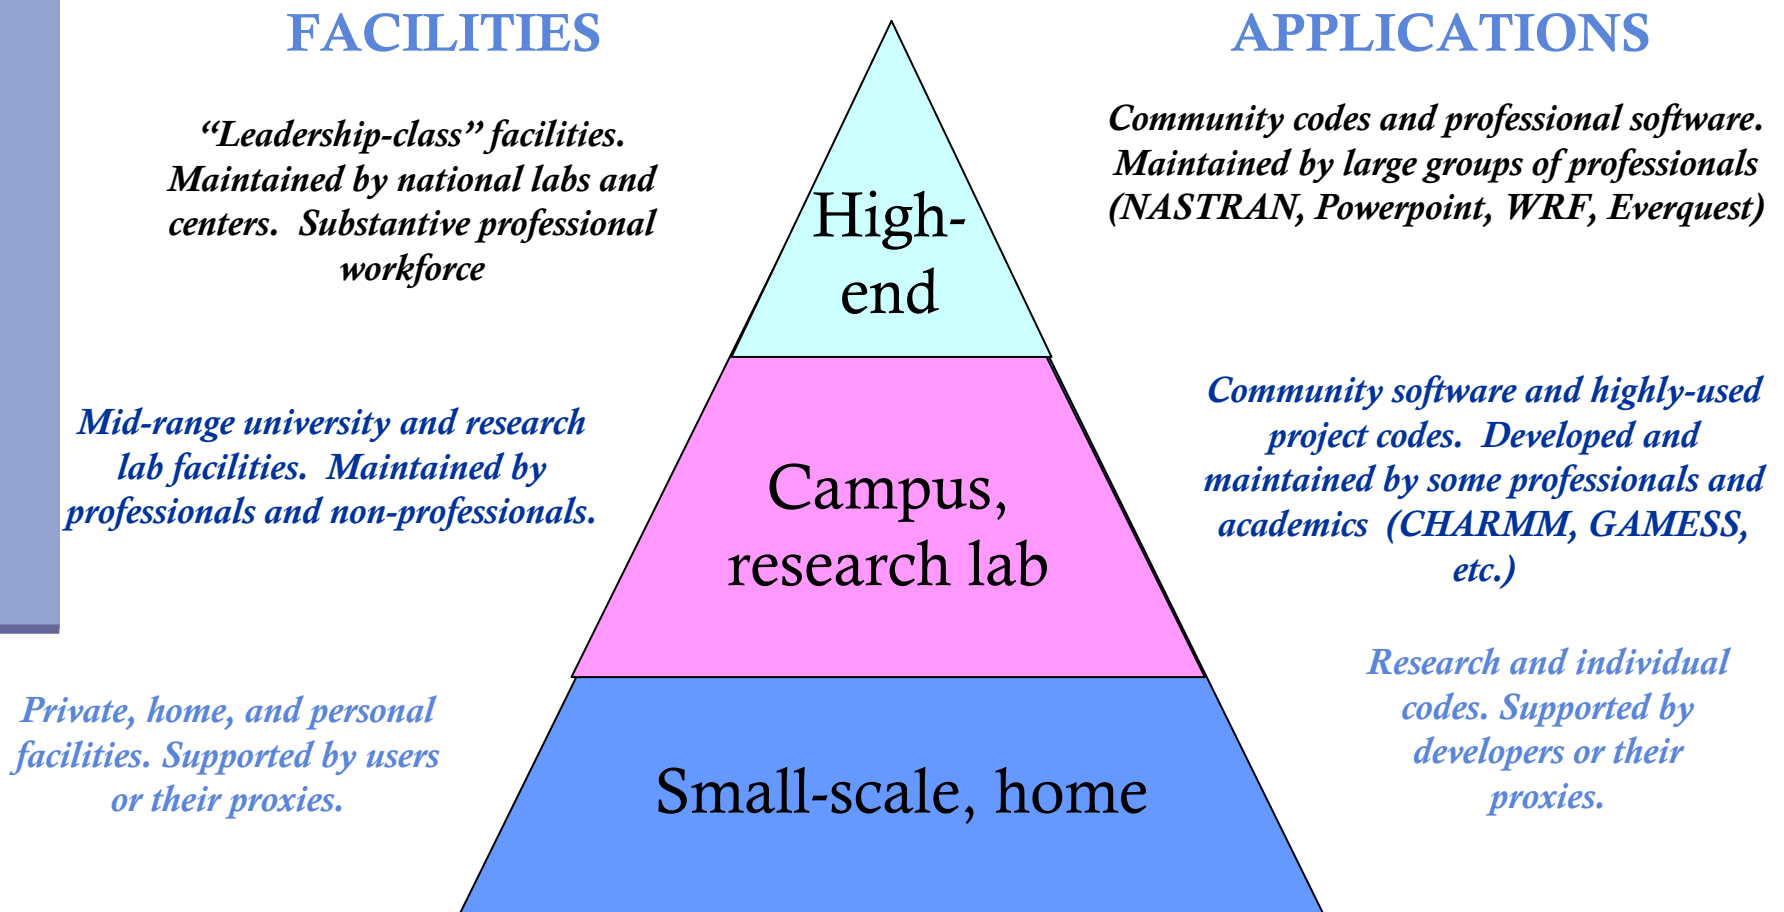 FACILITIES
“Leadership-class” facilities.
Maintained by national labs and
centers.  Substantive professional
workforce
Mid-range university and research
lab facilities.  Maintained by
professionals and non-professionals.
Private, home, and personal
facilities. Supported by users
or their proxies.
High-
end
Campus,
research lab
Small-scale, home
APPLICATIONS
Community codes and professional software.
Maintained by large groups of professionals
(NASTRAN, Powerpoint, WRF, Everquest)
Community software and highly-used
project codes.  Developed and
maintained by some professionals and
academics  (CHARMM, GAMESS,
etc.)
Research and individual
codes. Supported by
developers or their
proxies.